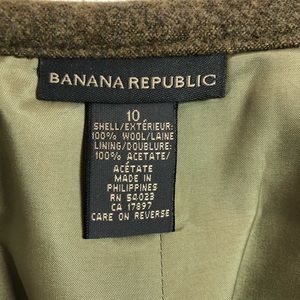 BANANA REPUBLIC
10
SHELL/EXTÉRIEUR:
100% WOOL/LAINE
LINING/DOUBLURE:
100% ACETATE/
ACÉTATE
MADE IN
PHILIPPINES
RN 54023
CA 17897
CARE ON REVERSE